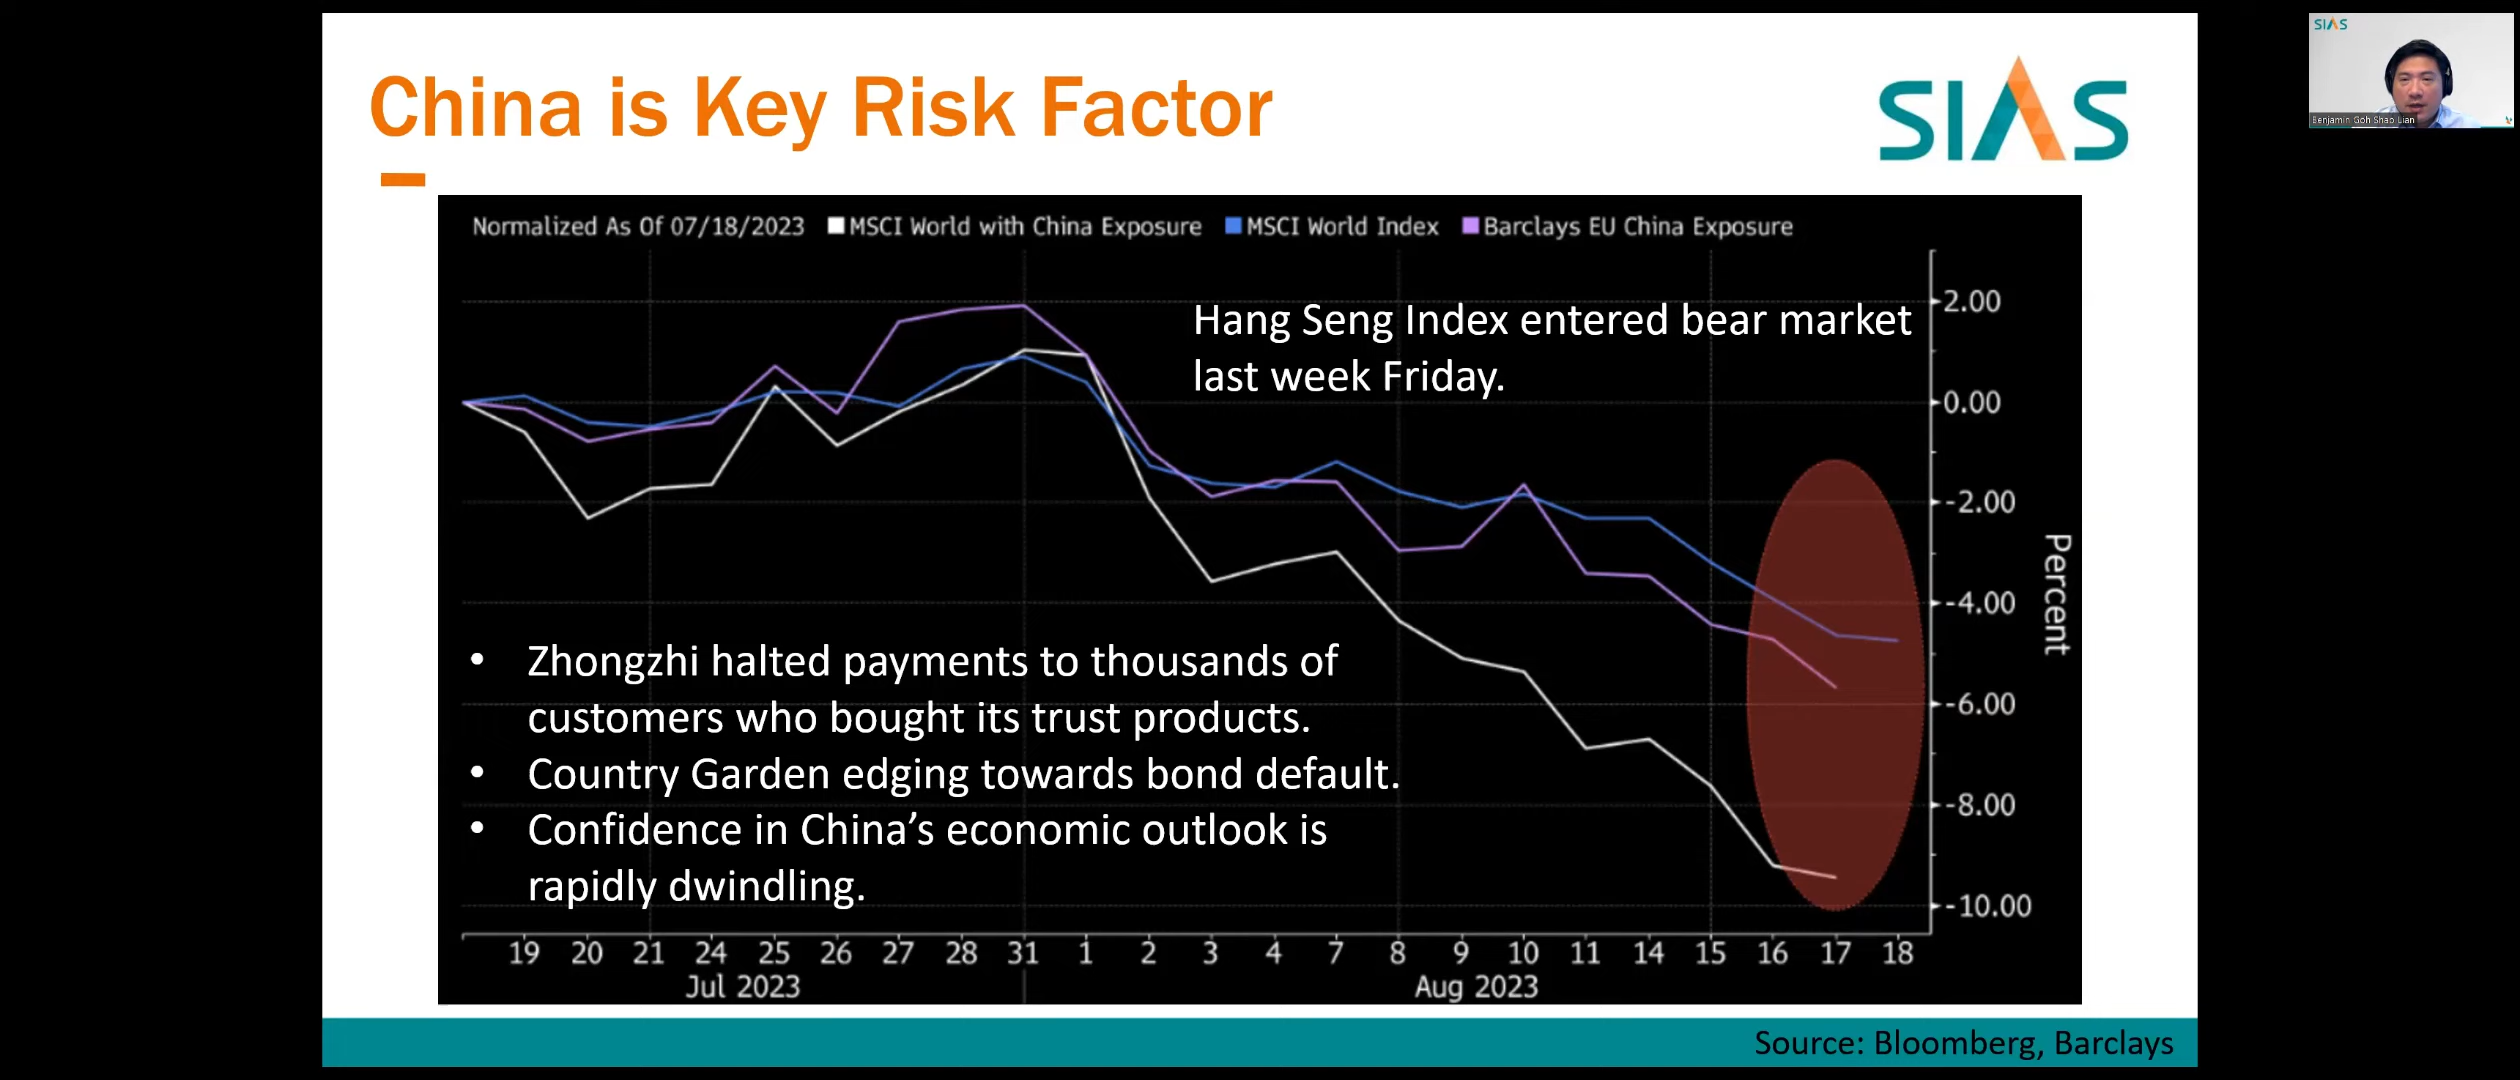 China is Key Risk Factor
SIAS
SIAS
Benjamin Goh Shao Lian
Normalized As Of 07/18/2023 MSCI World with China Exposure MSCI World Index Barclays EU China Exposure
Hang Seng Index entered bear market
last week Friday.
2.00
0.00
-2.00
-4.00
-6.00
-8.00
-10.00
Percent
• Zhongzhi halted payments to thousands of
customers who bought its trust products.
• Country Garden edging towards bond default.
• Confidence in China’s economic outlook is
rapidly dwindling.
19 20 21 24 25 26 27 28 31 1 2 3 4 7 8 9 10 11 14 15 16 17 18
Jul 2023 Aug 2023
Source: Bloomberg, Barclays